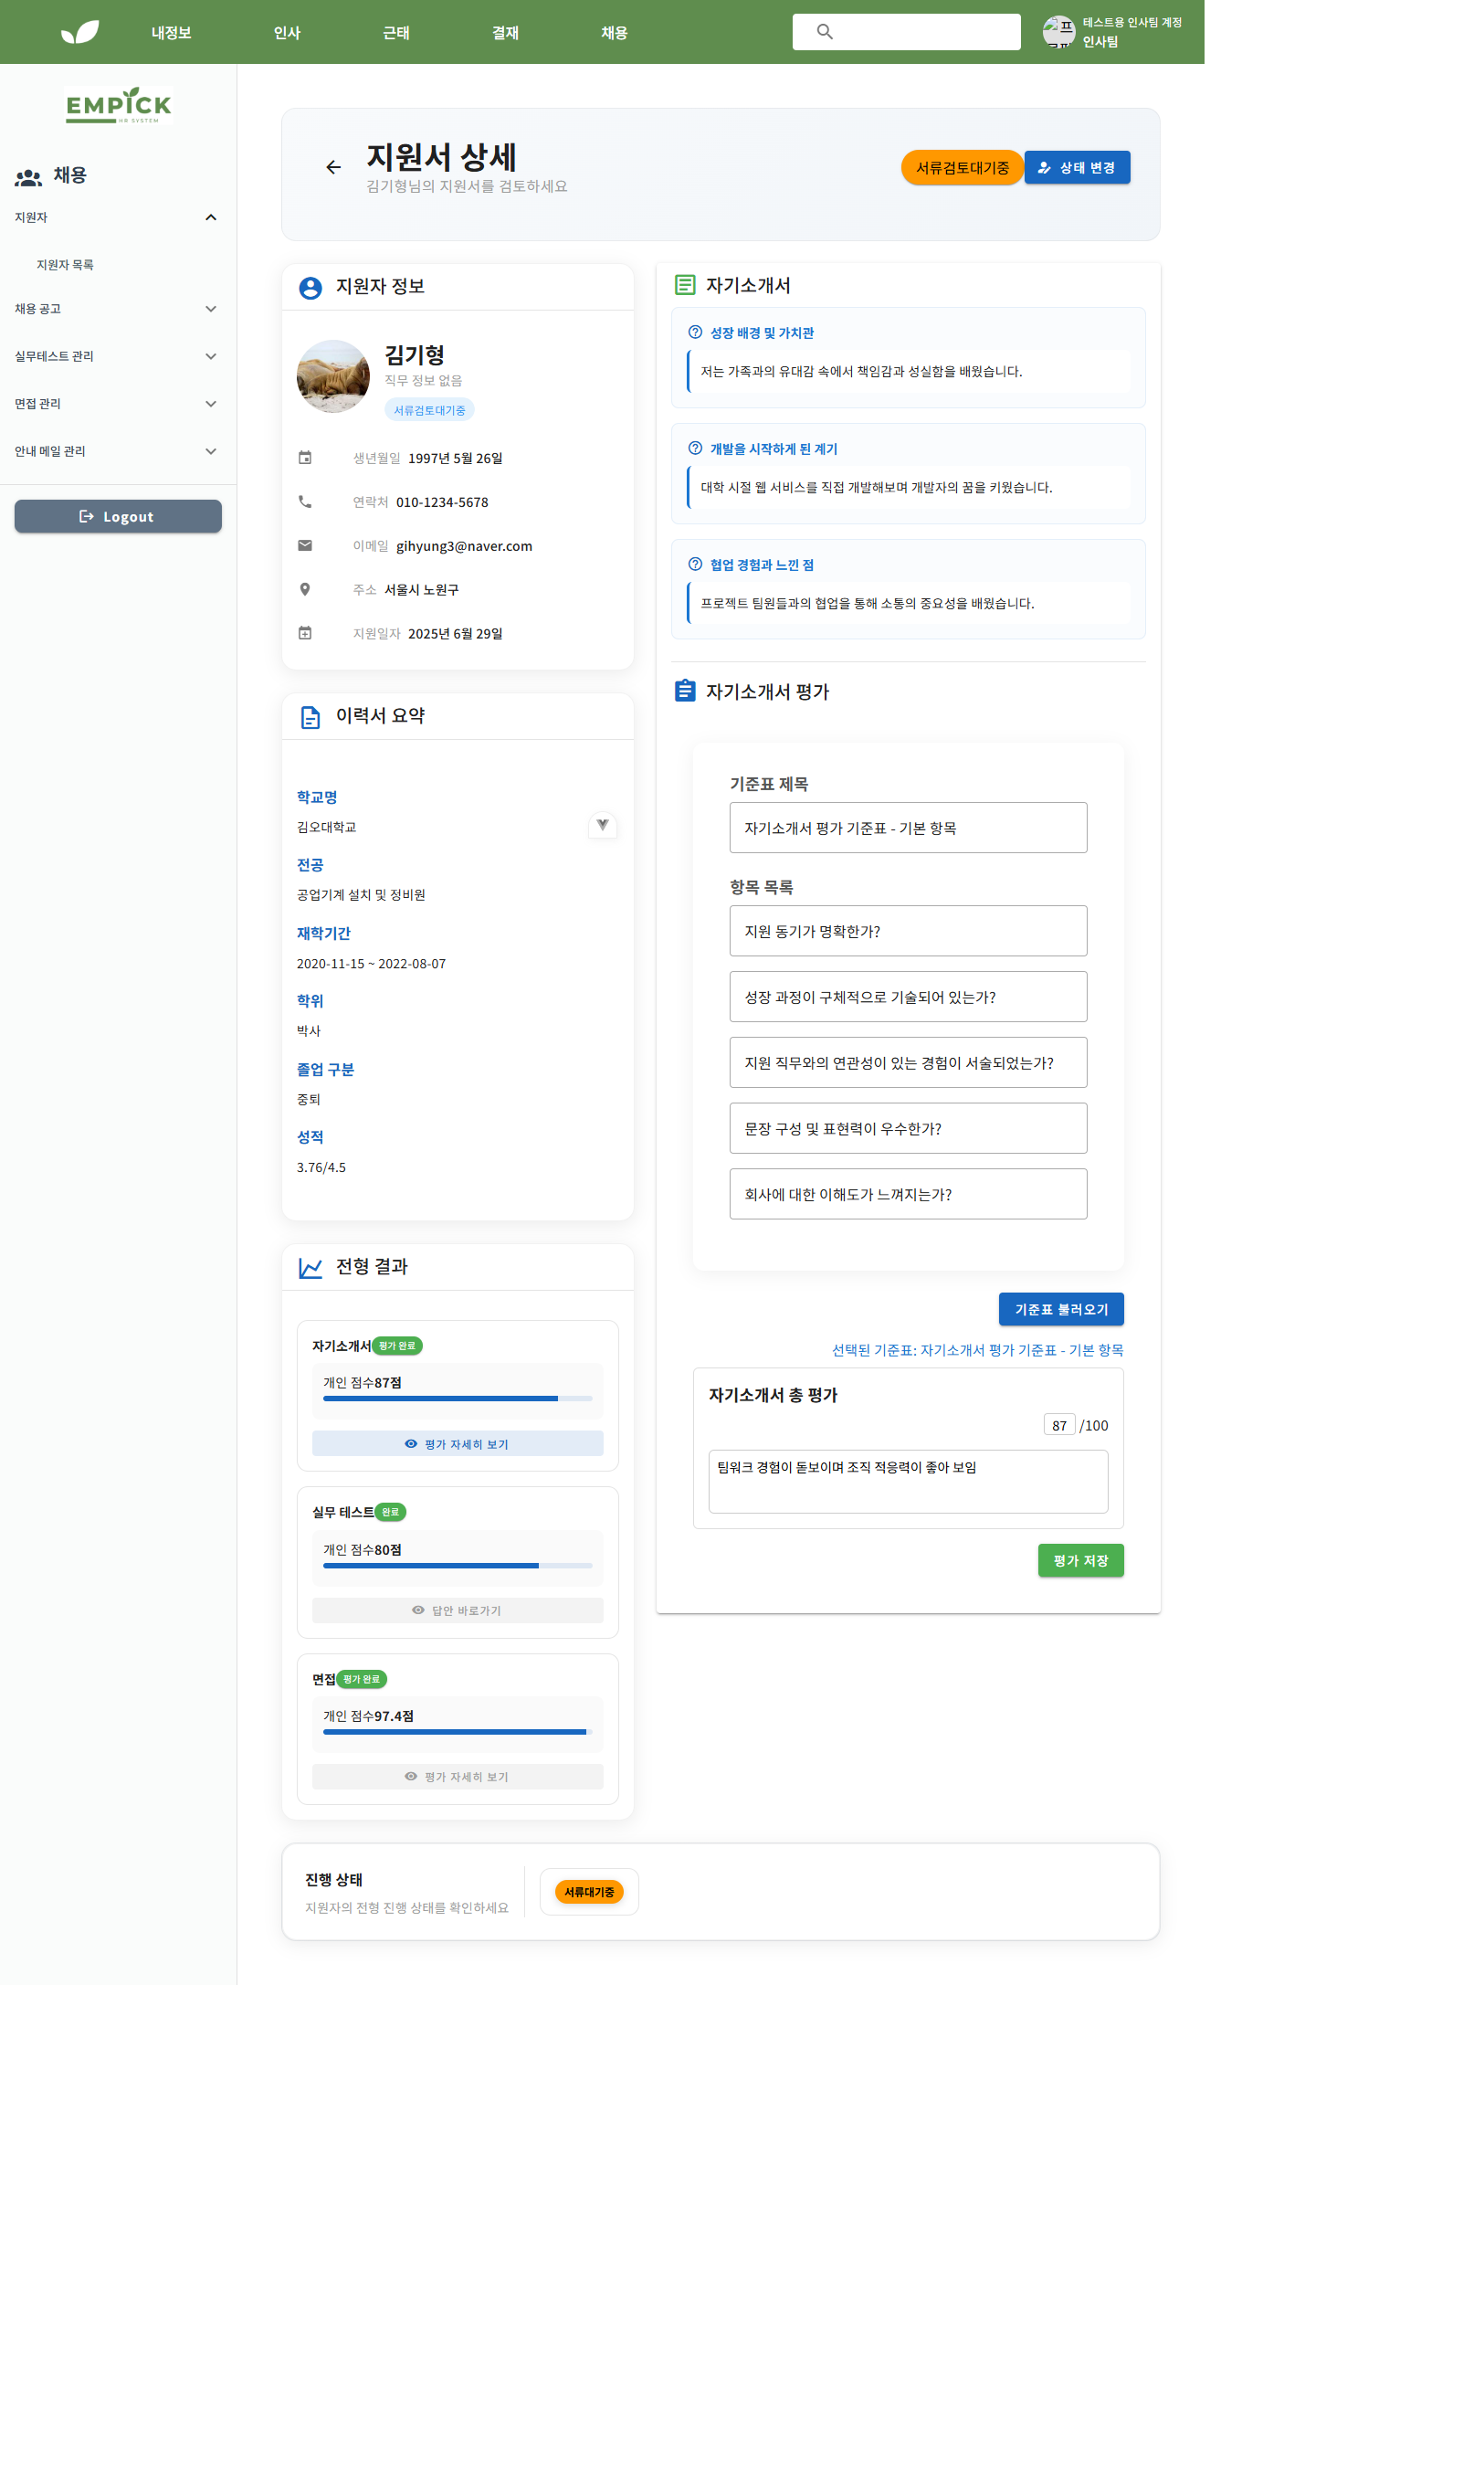 내정보 인사 근태 결재 채용
테스트용 인사팀 계정
인사팀
EMPICK
HR SYSTEM
채용
지원자
지원자 목록
채용 공고
실무테스트 관리
면접 관리
안내 메일 관리
Logout
지원서 상세
김기형님의 지원서를 검토하세요
서류검토대기중
상태 변경
지원자 정보
김기형
직무 정보 없음
서류검토대기중
생년월일 1997년 5월 26일
연락처 010-1234-5678
이메일 gihyung3@naver.com
주소 서울시 노원구
지원일자 2025년 6월 29일
이력서 요약
학교명
김오대학교
전공
공업기계 설치 및 정비원
재학기간
2020-11-15 ~ 2022-08-07
학위
박사
졸업 구분
중퇴
성적
3.76/4.5
전형 결과
자기소개서 평가 완료
개인 점수87점
평가 자세히 보기
실무 테스트 완료
개인 점수80점
답안 바로가기
면접 평가 완료
개인 점수97.4점
평가 자세히 보기
자기소개서
성장 배경 및 가치관
저는 가족과의 유대감 속에서 책임감과 성실함을 배웠습니다.
개발을 시작하게 된 계기
대학 시절 웹 서비스를 직접 개발해보며 개발자의 꿈을 키웠습니다.
협업 경험과 느낀 점
프로젝트 팀원들과의 협업을 통해 소통의 중요성을 배웠습니다.
자기소개서 평가
기준표 제목
자기소개서 평가 기준표 - 기본 항목
항목 목록
지원 동기가 명확한가?
성장 과정이 구체적으로 기술되어 있는가?
지원 직무와의 연관성이 있는 경험이 서술되었는가?
문장 구성 및 표현력이 우수한가?
회사에 대한 이해도가 느껴지는가?
기준표 불러오기
선택된 기준표: 자기소개서 평가 기준표 - 기본 항목
자기소개서 총 평가
87 /100
팀워크 경험이 돋보이며 조직 적응력이 좋아 보임
평가 저장
진행 상태
지원자의 전형 진행 상태를 확인하세요
서류대기중